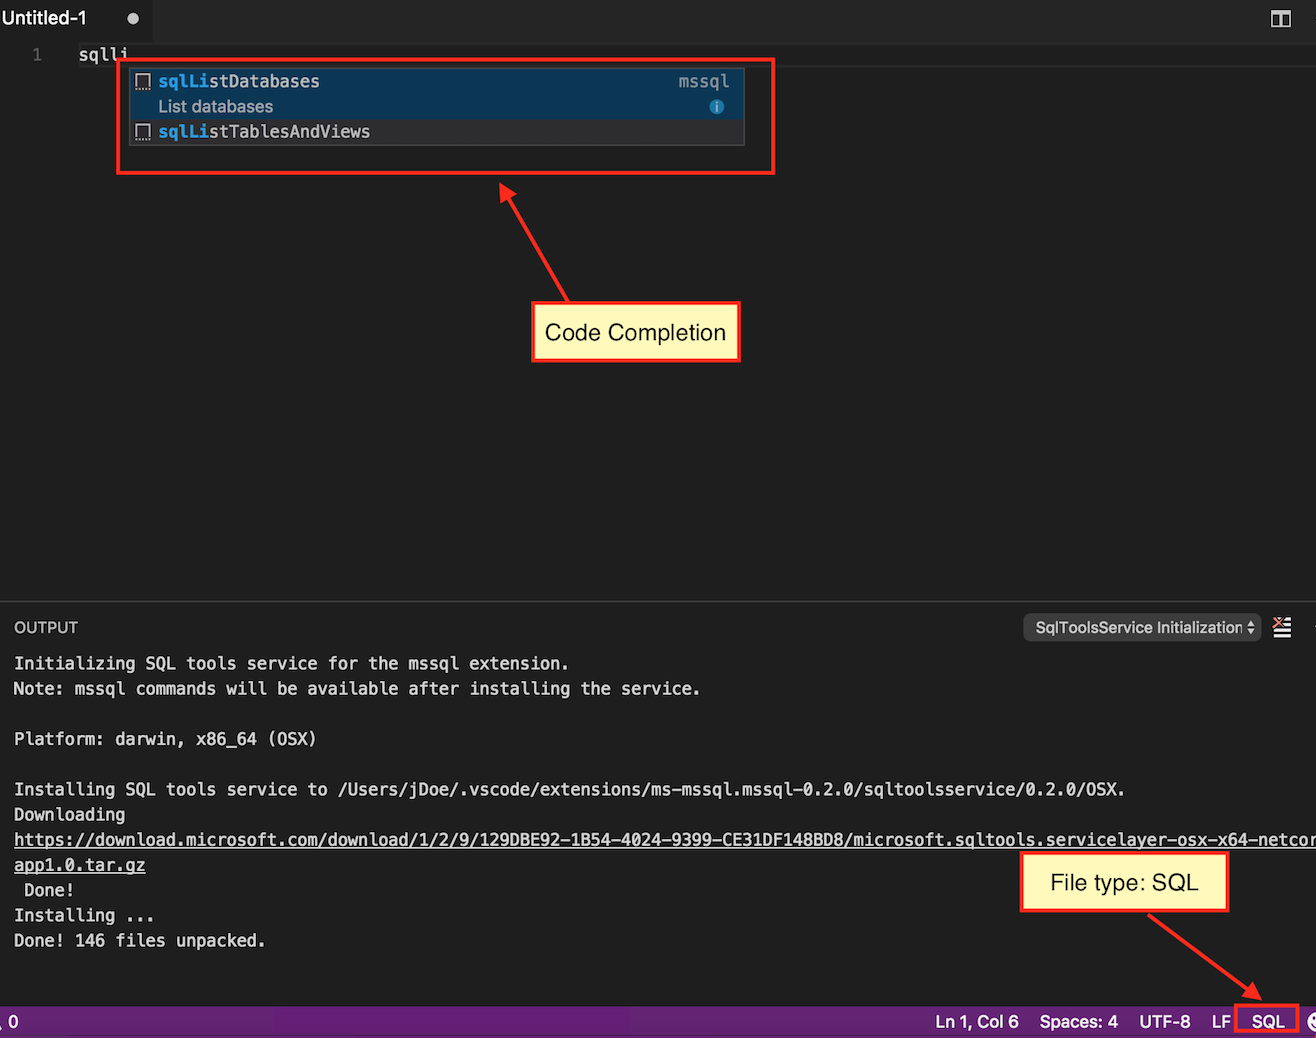 Untitled-1
1 sqlli
sqlListDatabases mssql
List databases
sqlListTablesAndViews
Code Completion
OUTPUT SqlToolsService Initialization
Initializing SQL tools service for the mssql extension.
Note: mssql commands will be available after installing the service.
Platform: darwin, x86_64 (OSX)
Installing SQL tools service to /Users/jDoe/.vscode/extensions/ms-mssql.mssql-0.2.0/sqltoolsservice/0.2.0/OSX.
Downloading
https://download.microsoft.com/download/1/2/9/129DBE92-1B54-4024-9399-CE31DF148BD8/microsoft.sqltools.servicelayer-osx-x64-netcor
app1.0.tar.gz
Done!
File type: SQL
Installing ...
Done! 146 files unpacked.
0 Ln 1, Col 6 Spaces: 4 UTF-8 LF SQL